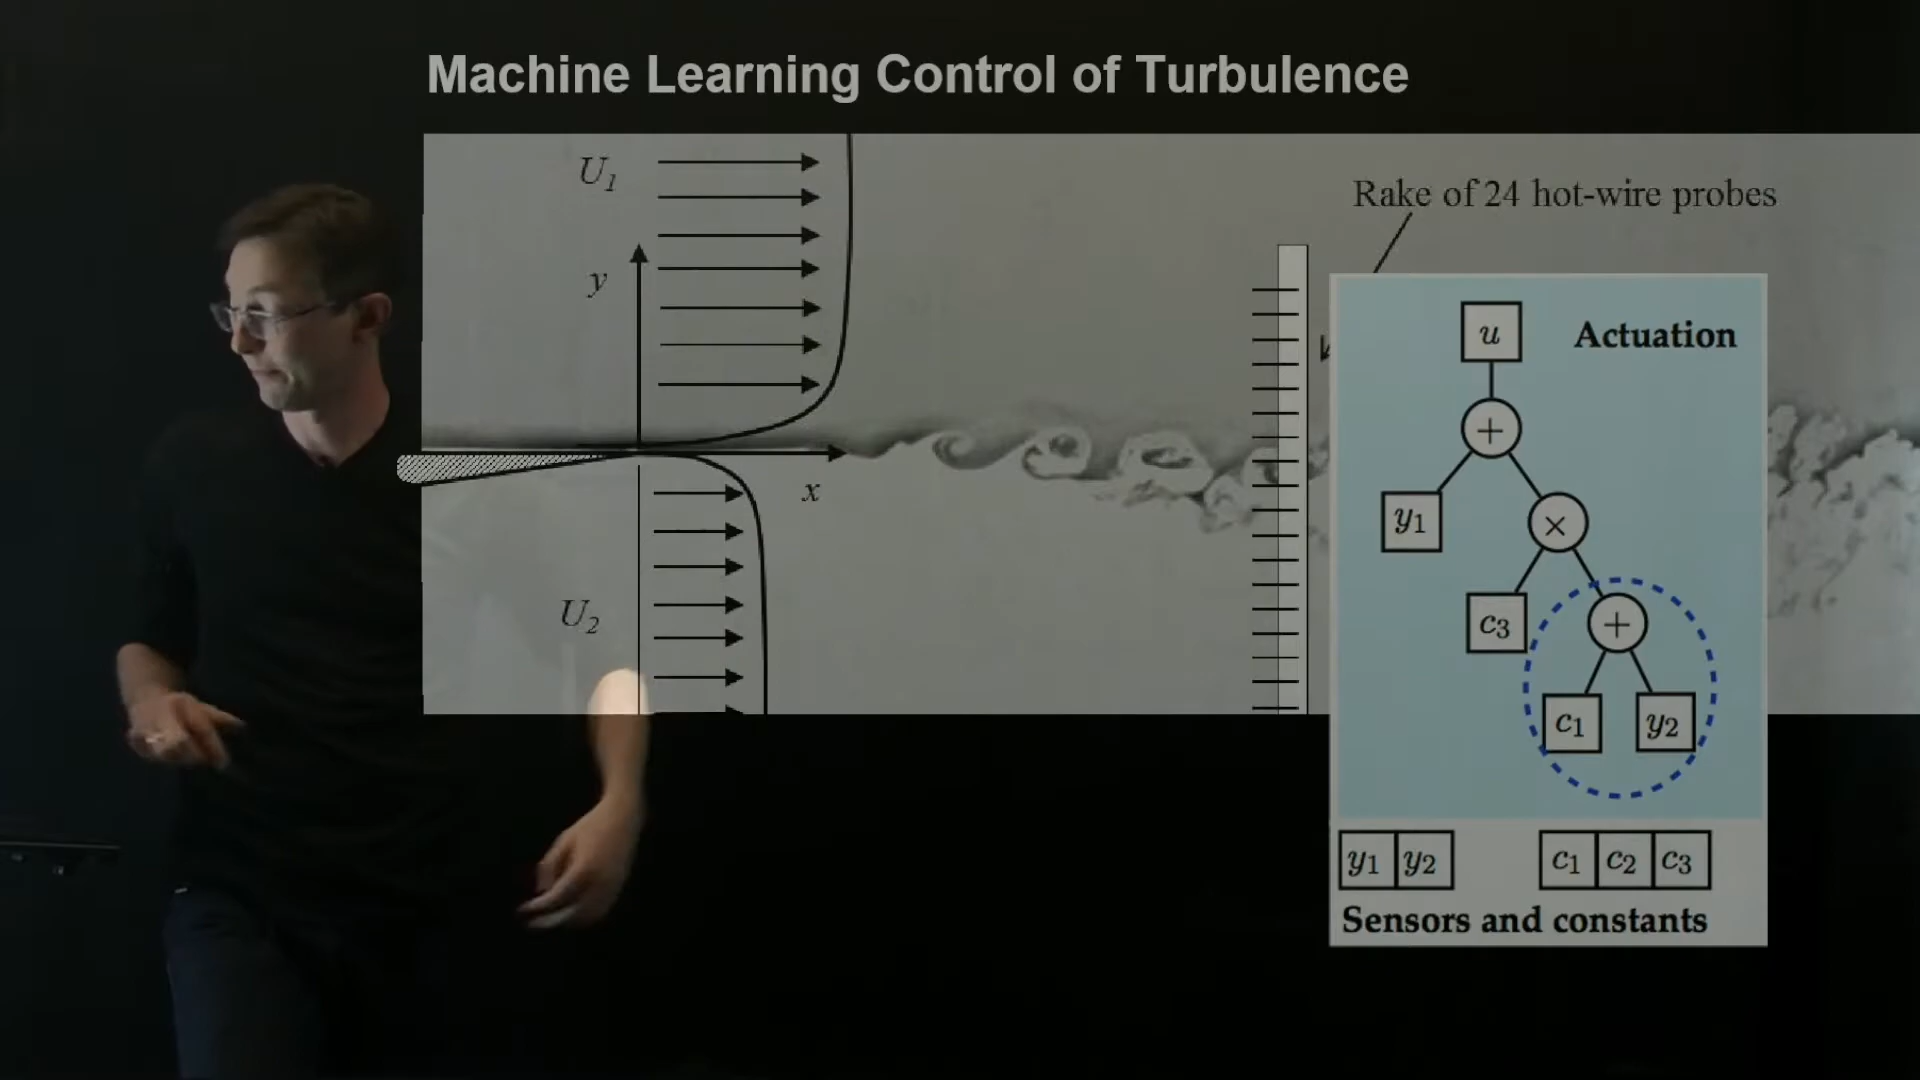 Machine Learning Control of Turbulence
U1
Rake of 24 hot-wire probes
y
x
U2
u
Actuation
+
y1
×
c3
+
c1
y2
y1 y2
c1 c2 c3
Sensors and constants